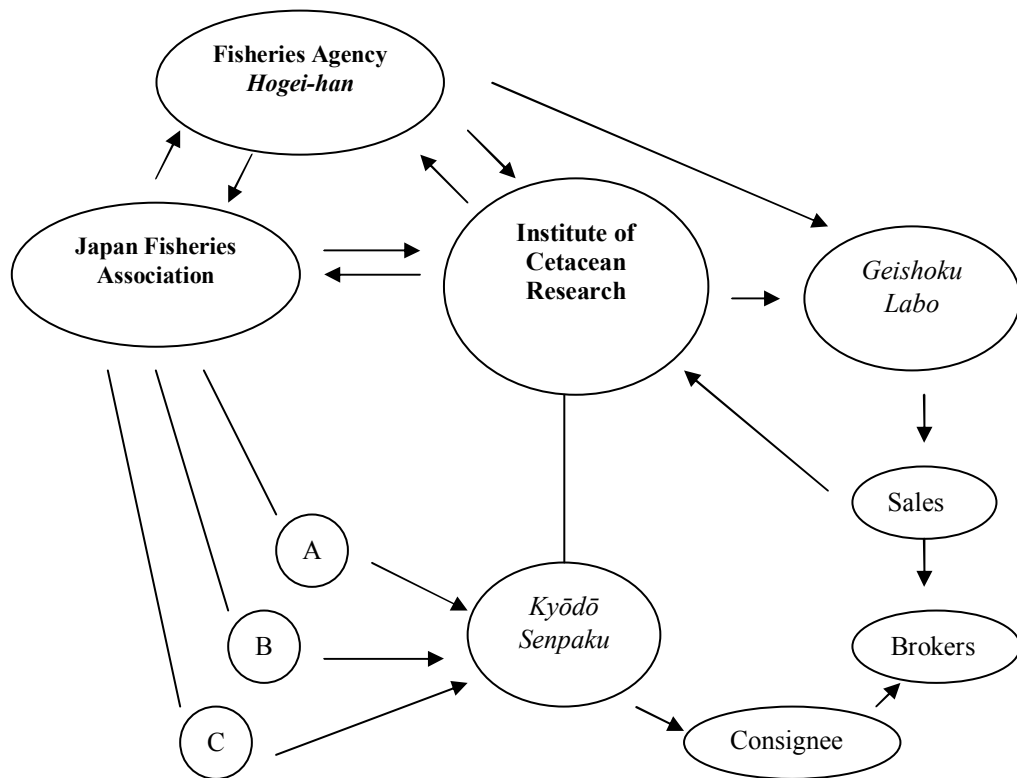 Fisheries Agency
Hogei-han
Japan Fisheries
Association
Institute of
Cetacean
Research
Geishoku
Labo
Sales
A
Kyōdō
Senpaku
B
Brokers
C
Consignee